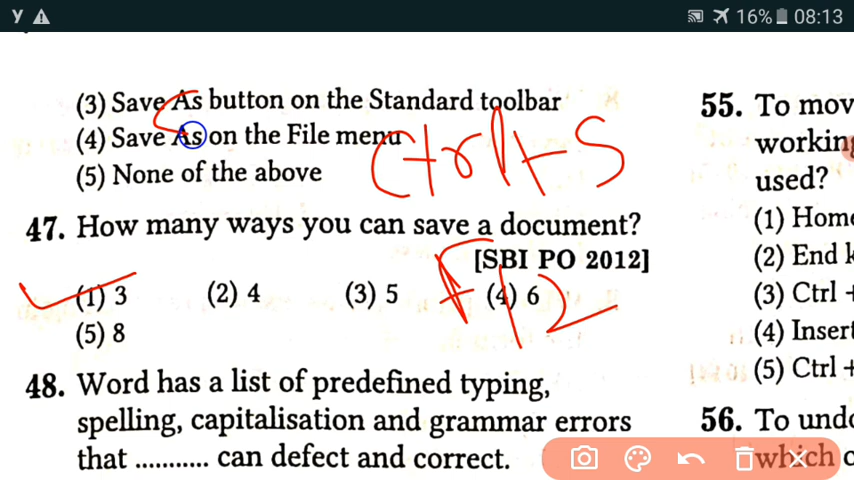 y 16% 08:13
(3) Save As button on the Standard toolbar
(4) Save As on the File menu
(5) None of the above
Ctrl+S
47. How many ways you can save a document?
[SBI PO 2012]
(1) 3 (2) 4 (3) 5 (4) 6
(5) 8
F12
48. Word has a list of predefined typing,
spelling, capitalisation and grammar errors
that ........... can defect and correct.
55. To mov
working
used?
(1) Home
(2) End k
(3) Ctrl +
(4) Insert
(5) Ctrl +
56. To undo
which c